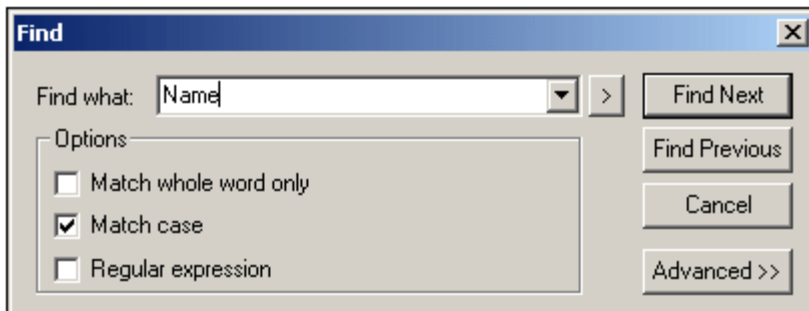 Find
Find what: Name > Find Next
Options
Find Previous
Match whole word only
Match case
Cancel
Regular expression
Advanced >>